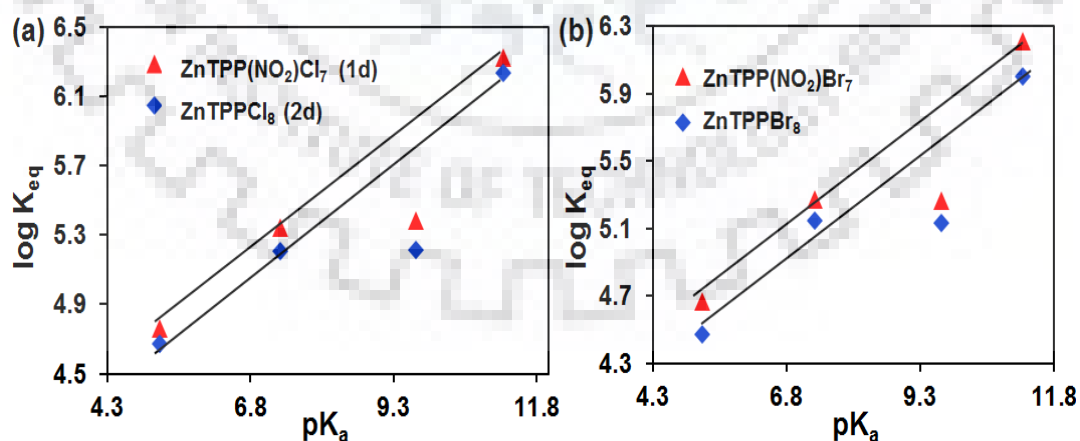 (a)
6.5
6.1
5.7
5.3
4.9
4.5
log K_eq
ZnTPP(NO₂)Cl₇ (1d)
ZnTPPCl₈ (2d)
4.3 6.8 9.3 11.8
pKₐ
(b)
6.3
5.9
5.5
5.1
4.7
4.3
log K_eq
ZnTPP(NO₂)Br₇
ZnTPPBr₈
4.3 6.8 9.3 11.8
pKₐ